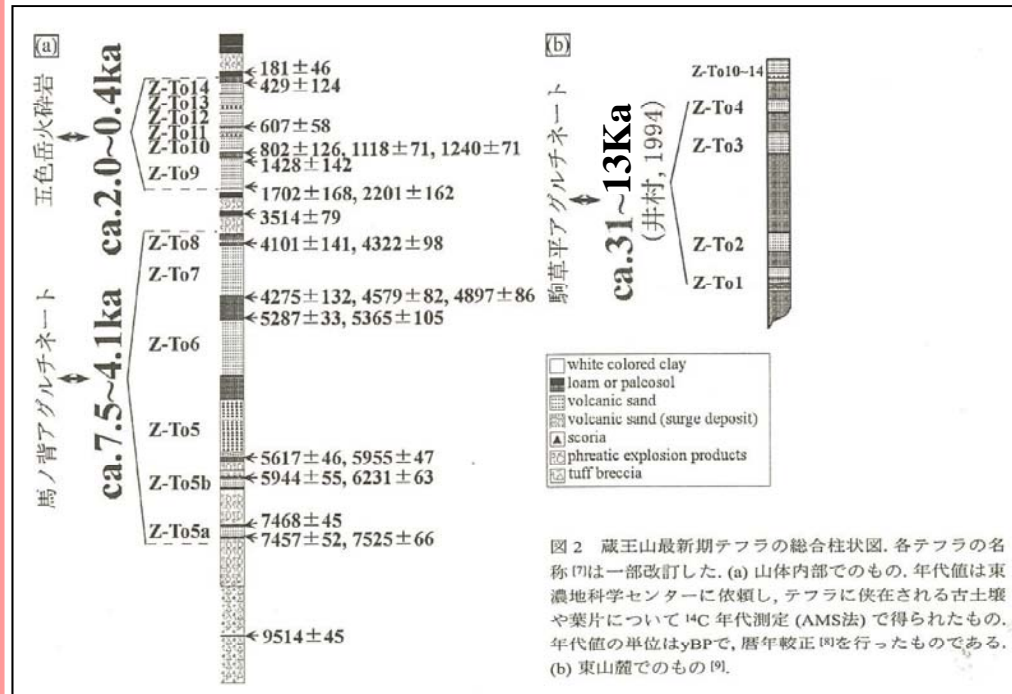 (a)
五色岳火砕岩
ca.2.0~0.4ka
181±46
Z-To14
429±124
Z-To13
Z-To12
607±58
Z-To11
Z-To10
802±126, 1118±71, 1240±71
1428±142
Z-To9
1702±168, 2201±162
3514±79
馬ノ背アグルチネート
ca.7.5~4.1ka
Z-To8
4101±141, 4322±98
Z-To7
4275±132, 4579±82, 4897±86
5287±33, 5365±105
Z-To6
Z-To5
5617±46, 5955±47
Z-To5b
5944±55, 6231±63
7468±45
Z-To5a
7457±52, 7525±66
9514±45
(b)
駒草平アグルチネート
ca.31~13Ka
(井村, 1994)
Z-To10~14
Z-To4
Z-To3
Z-To2
Z-To1
white colored clay
loam or paleosol
volcanic sand
volcanic sand (surge deposit)
scoria
phreatic explosion products
tuff breccia
図2 蔵王山最新期テフラの総合柱状図. 各テフラの名
称[7]は一部改訂した. (a) 山体内部でのもの. 年代値は東
濃地科学センターに依頼し, テフラに挟在される古土壌
や葉片について ¹⁴C 年代測定 (AMS法) で得られたもの.
年代値の単位はyBPで, 暦年較正[8]を行ったものである.
(b) 東山麓でのもの[9].